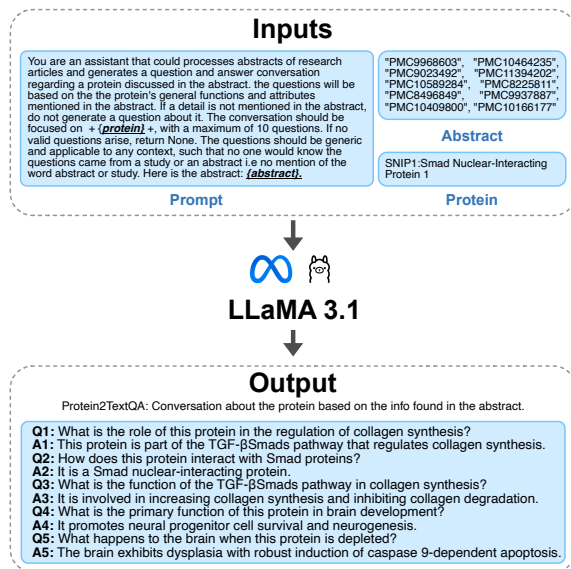 Inputs
You are an assistant that could processes abstracts of research
articles and generates a question and answer conversation
regarding a protein discussed in the abstract. the questions will be
based on the the protein's general functions and attributes
mentioned in the abstract. If a detail is not mentioned in the abstract,
do not generate a question about it. The conversation should be
focused on + {protein} +, with a maximum of 10 questions. If no
valid questions arise, return None. The questions should be generic
and applicable to any context, such that no one would know the
questions came from a study or an abstract i.e no mention of the
word abstract or study. Here is the abstract: {abstract}.
Prompt
"PMC9968603", "PMC10464235",
"PMC9023492", "PMC11394202",
"PMC10589284", "PMC8225811",
"PMC8496849", "PMC9937887",
"PMC10409800", "PMC10166177"
Abstract
SNIP1:Smad Nuclear-Interacting
Protein 1
Protein
LLaMA 3.1
Output
Protein2TextQA: Conversation about the protein based on the info found in the abstract.
Q1: What is the role of this protein in the regulation of collagen synthesis?
A1: This protein is part of the TGF-βSmads pathway that regulates collagen synthesis.
Q2: How does this protein interact with Smad proteins?
A2: It is a Smad nuclear-interacting protein.
Q3: What is the function of the TGF-βSmads pathway in collagen synthesis?
A3: It is involved in increasing collagen synthesis and inhibiting collagen degradation.
Q4: What is the primary function of this protein in brain development?
A4: It promotes neural progenitor cell survival and neurogenesis.
Q5: What happens to the brain when this protein is depleted?
A5: The brain exhibits dysplasia with robust induction of caspase 9-dependent apoptosis.